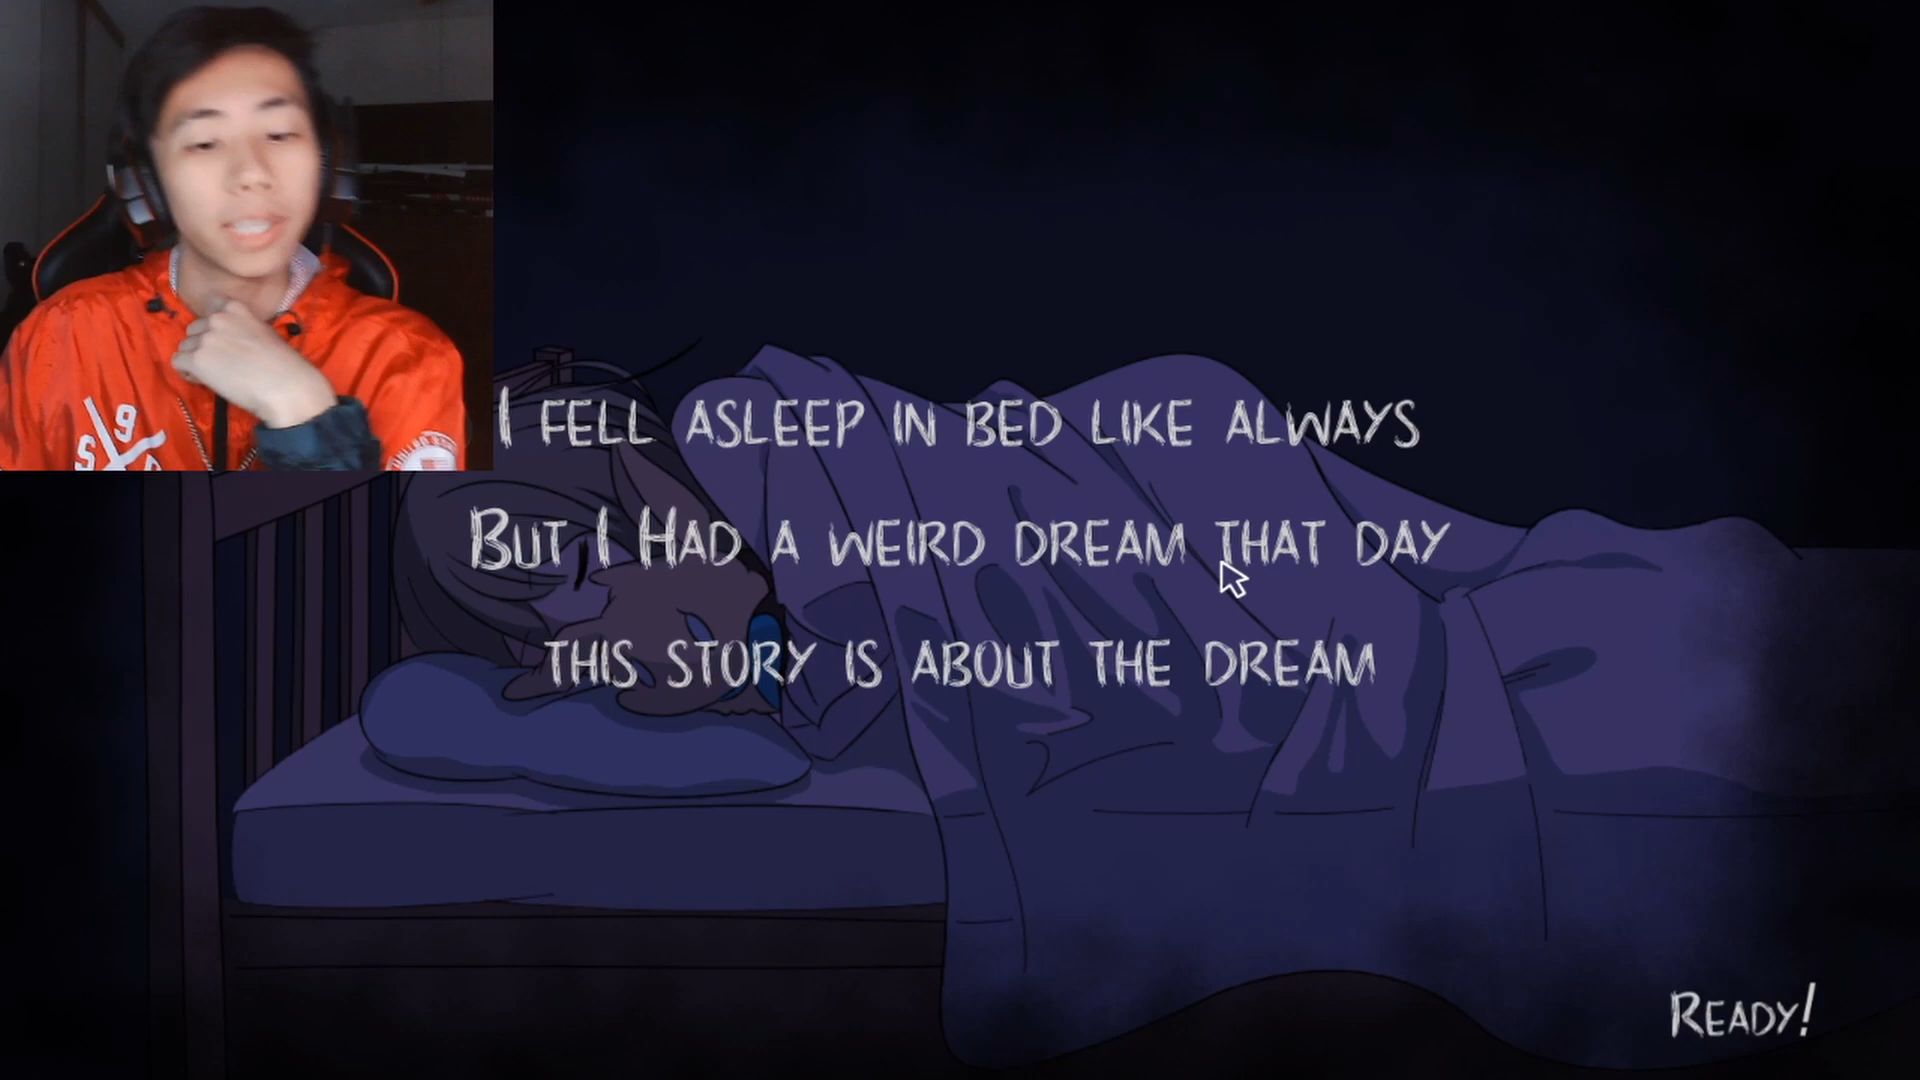 I FELL ASLEEP IN BED LIKE ALWAYS
BUT I HAD A WEIRD DREAM THAT DAY
THIS STORY IS ABOUT THE DREAM
READY!